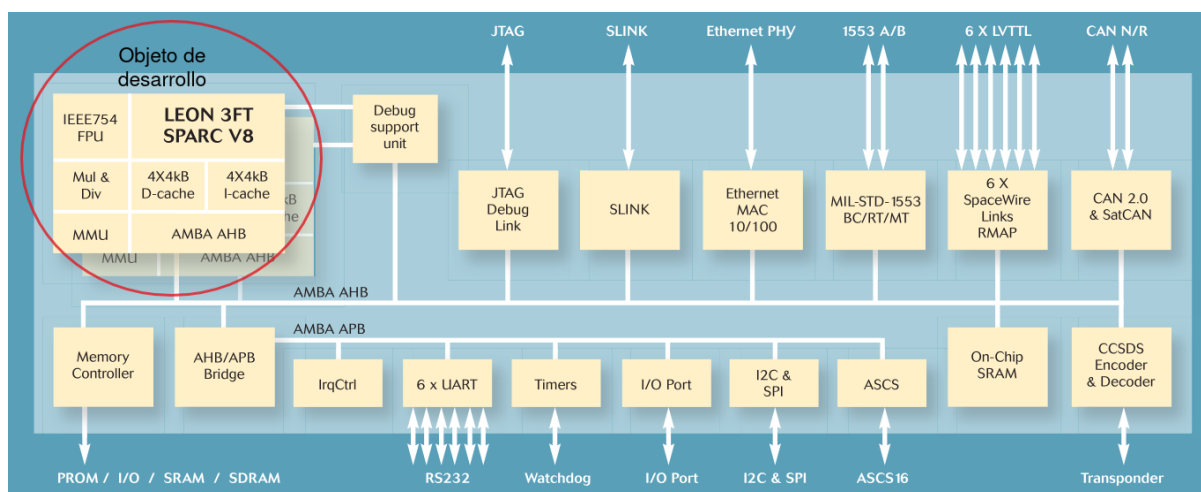 JTAG
SLINK
Ethernet PHY
1553 A/B
6 X LVTTL
CAN N/R
Objeto de
desarrollo
IEEE754
FPU
LEON 3FT
SPARC V8
Mul &
Div
4X4kB
D-cache
4X4kB
I-cache
MMU
AMBA AHB
kB
he
MMU
AMBA AHB
Debug
support
unit
JTAG
Debug
Link
SLINK
Ethernet
MAC
10/100
MIL-STD-1553
BC/RT/MT
6 X
SpaceWire
Links
RMAP
CAN 2.0
& SatCAN
AMBA AHB
AMBA APB
Memory
Controller
AHB/APB
Bridge
IrqCtrl
6 x UART
Timers
I/O Port
I2C &
SPI
ASCS
On-Chip
SRAM
CCSDS
Encoder
& Decoder
PROM / I/O / SRAM / SDRAM
RS232
Watchdog
I/O Port
I2C & SPI
ASCS16
Transponder